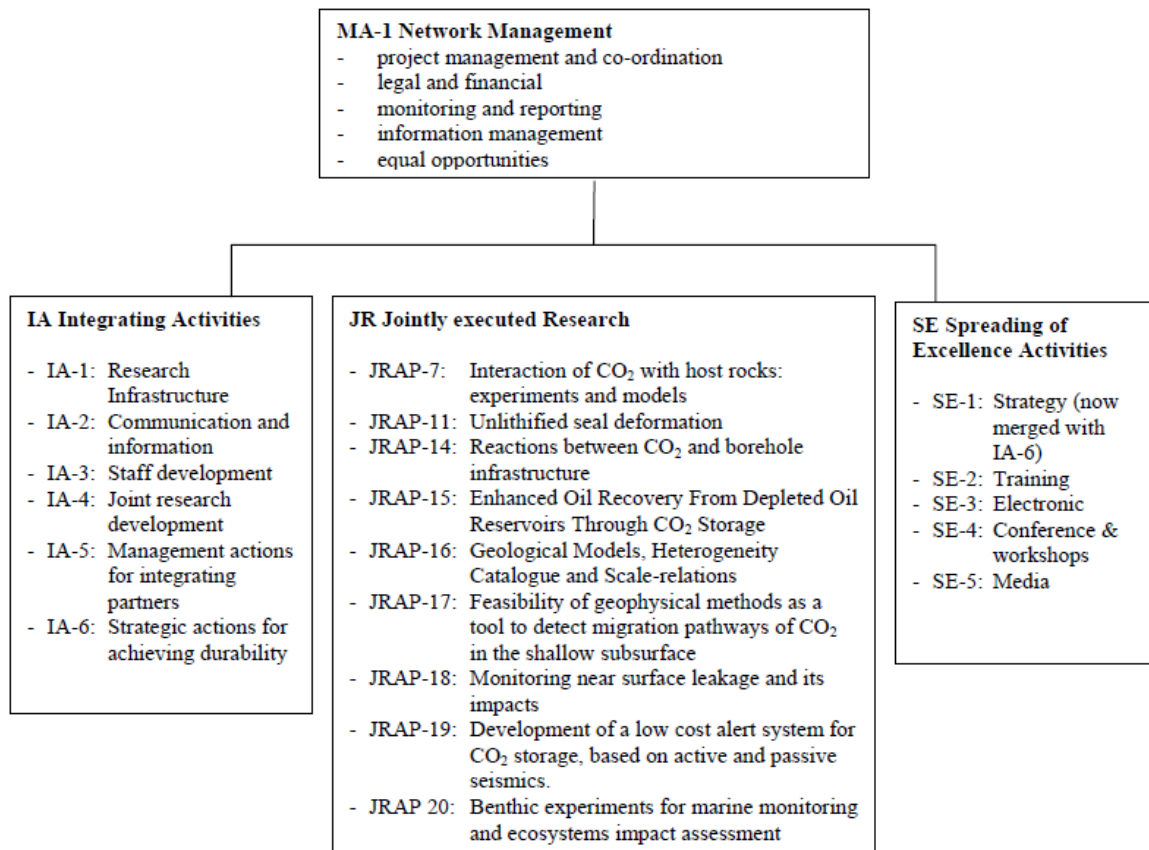 MA-1 Network Management
- project management and co-ordination
- legal and financial
- monitoring and reporting
- information management
- equal opportunities
IA Integrating Activities
- IA-1: Research
Infrastructure
- IA-2: Communication and
information
- IA-3: Staff development
- IA-4: Joint research
development
- IA-5: Management actions
for integrating
partners
- IA-6: Strategic actions for
achieving durability
JR Jointly executed Research
- JRAP-7: Interaction of CO₂ with host rocks:
experiments and models
- JRAP-11: Unlithified seal deformation
- JRAP-14: Reactions between CO₂ and borehole
infrastructure
- JRAP-15: Enhanced Oil Recovery From Depleted Oil
Reservoirs Through CO₂ Storage
- JRAP-16: Geological Models, Heterogeneity
Catalogue and Scale-relations
- JRAP-17: Feasibility of geophysical methods as a
tool to detect migration pathways of CO₂
in the shallow subsurface
- JRAP-18: Monitoring near surface leakage and its
impacts
- JRAP-19: Development of a low cost alert system for
CO₂ storage, based on active and passive
seismics.
- JRAP 20: Benthic experiments for marine monitoring
and ecosystems impact assessment
SE Spreading of
Excellence Activities
- SE-1: Strategy (now
merged with
IA-6)
- SE-2: Training
- SE-3: Electronic
- SE-4: Conference &
workshops
- SE-5: Media